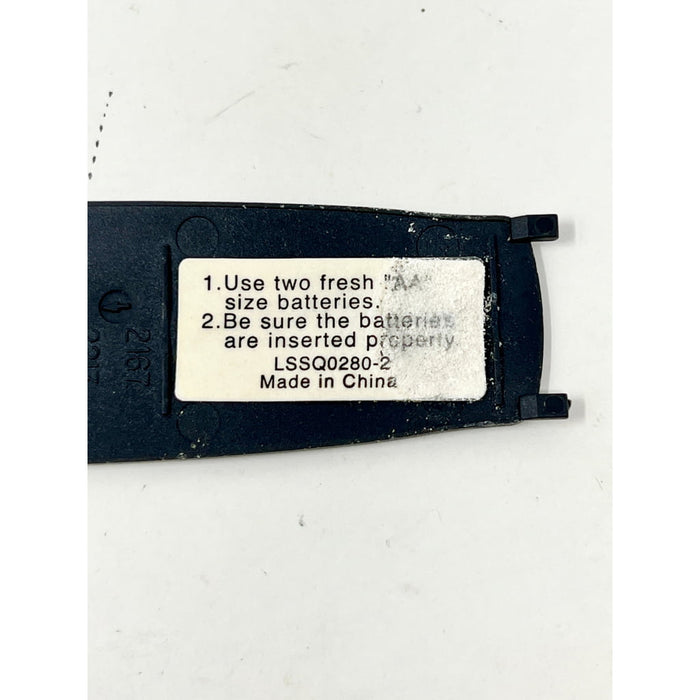 1.Use two fresh "AA"
size batteries.
2.Be sure the batteries
are inserted properly.
LSSQ0280-2
Made in China
2167